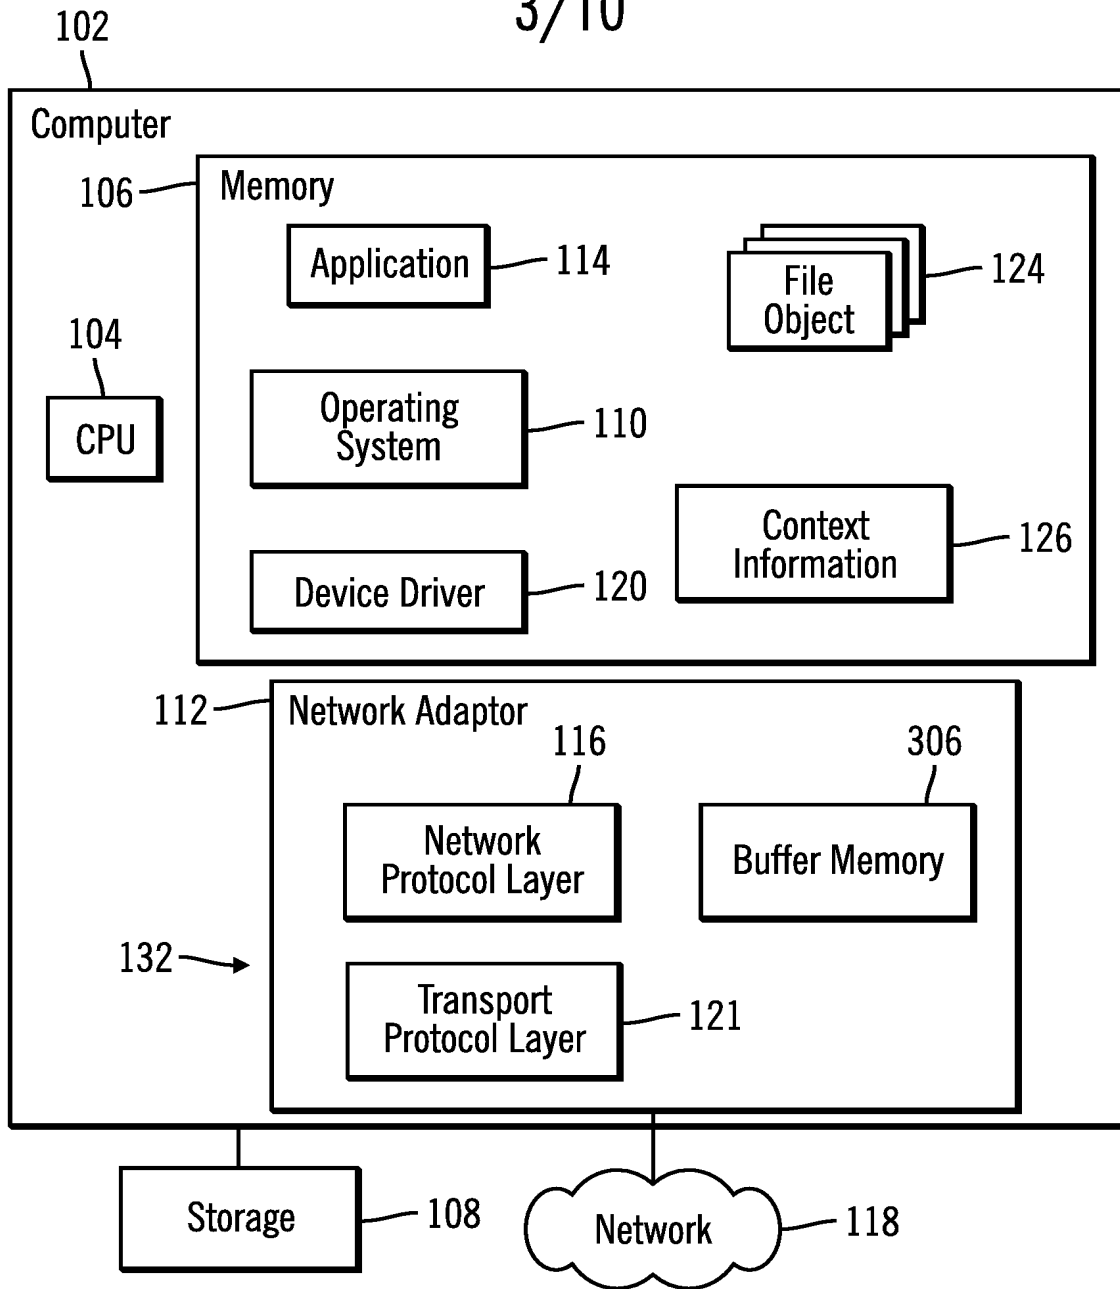 3/10
102
Computer
106
Memory
Application
114
File
Object
124
104
CPU
Operating
System
110
Context
Information
126
Device Driver
120
112
Network Adaptor
116
306
Network
Protocol Layer
Buffer Memory
132
Transport
Protocol Layer
121
Storage
108
Network
118